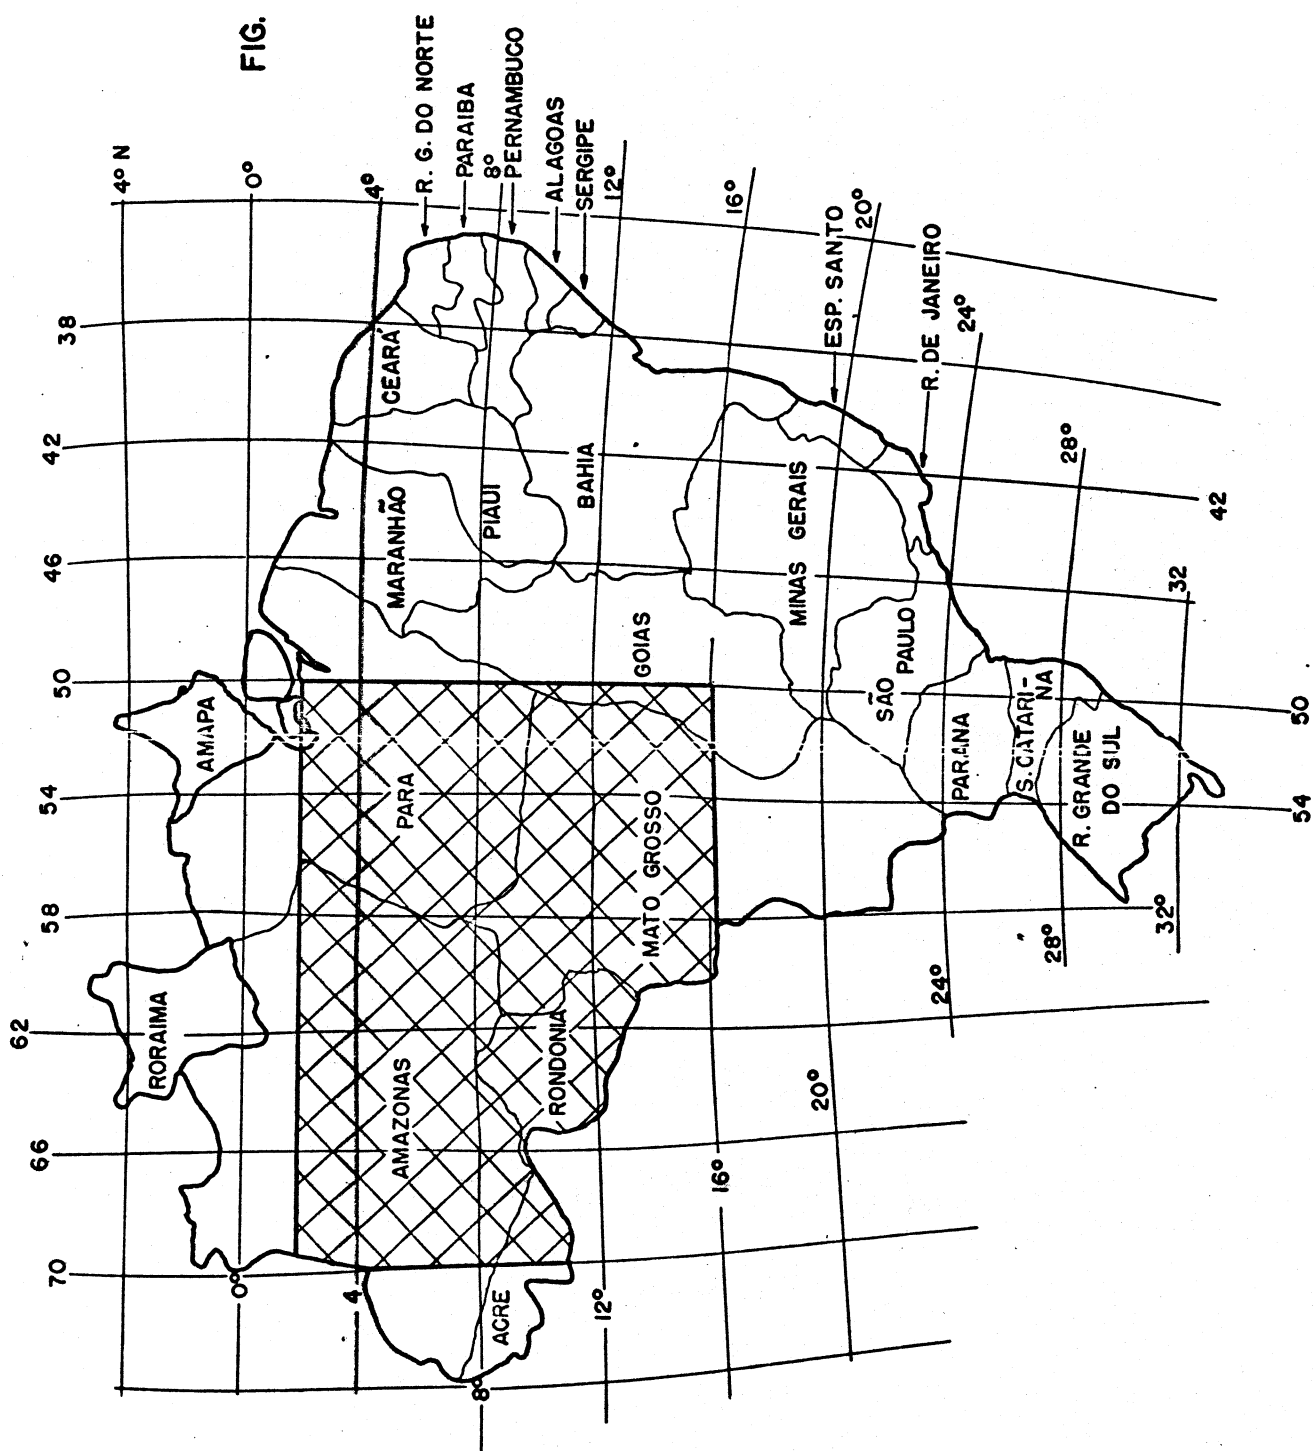 FIG.
4° N
0°
4°
R. G. DO NORTE
PARAIBA
8°
PERNAMBUCO
ALAGOAS
SERGIPE
12°
16°
ESP. SANTO
20°
R. DE JANEIRO
24°
28°
32
38
42
46
50
54
58
62
66
70
CEARÁ
MARANHÃO
PIAUI
BAHIA
GOIAS
MINAS GERAIS
SÃO
PAULO
PARANA
S. CATARI-
NA
R. GRANDE
DO SUL
AMAPA
PARA
MATO GROSSO
RORAIMA
AMAZONAS
RONDONIA
ACRE
42
50
54
0°
4
8°
12°
16°
20°
24°
28°
32°